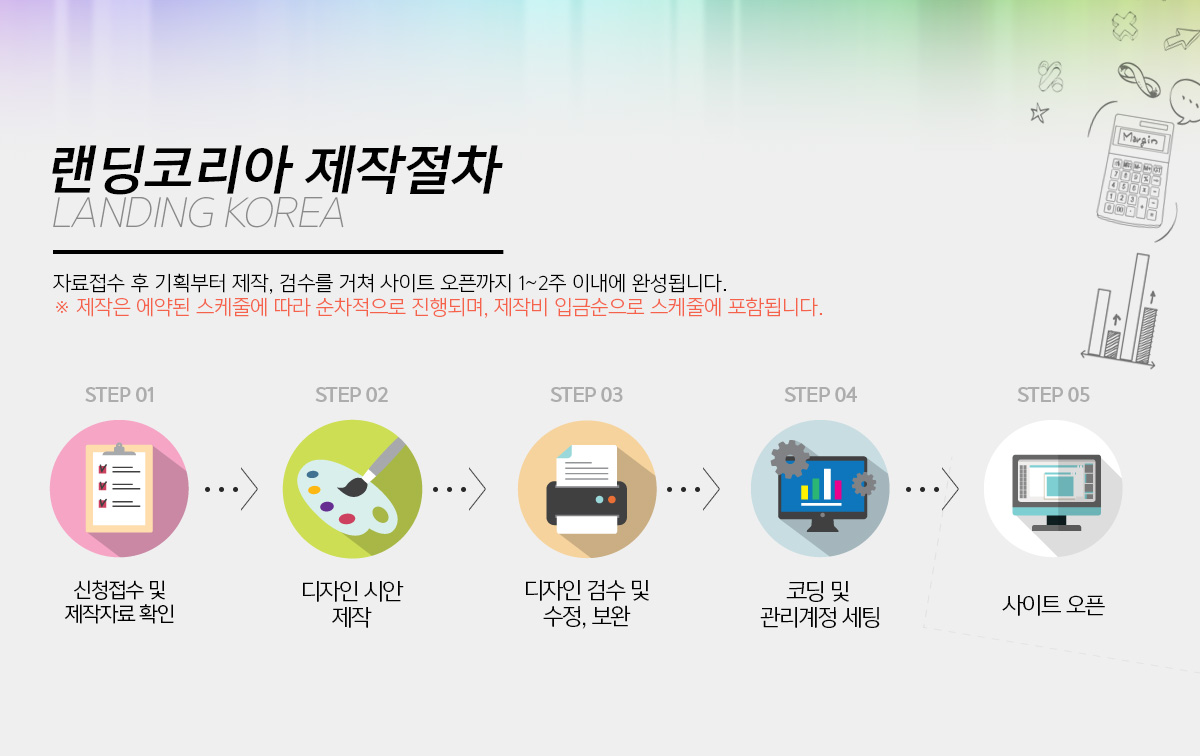 랜딩코리아 제작절차
LANDING KOREA
자료접수 후 기획부터 제작, 검수를 거쳐 사이트 오픈까지 1~2주 이내에 완성됩니다.
※ 제작은 예약된 스케줄에 따라 순차적으로 진행되며, 제작비 입금순으로 스케줄에 포함됩니다.
Margin
STEP 01
STEP 02
STEP 03
STEP 04
STEP 05
신청접수 및
제작자료 확인
디자인 시안
제작
디자인 검수 및
수정, 보완
코딩 및
관리계정 세팅
사이트 오픈